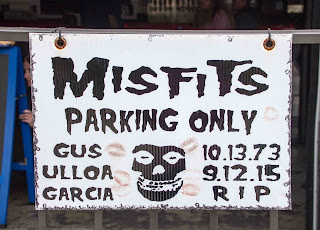 MISFITS
PARKING ONLY
GUS 10.13.73
ULLOA 9.12.15
GARCIA RIP